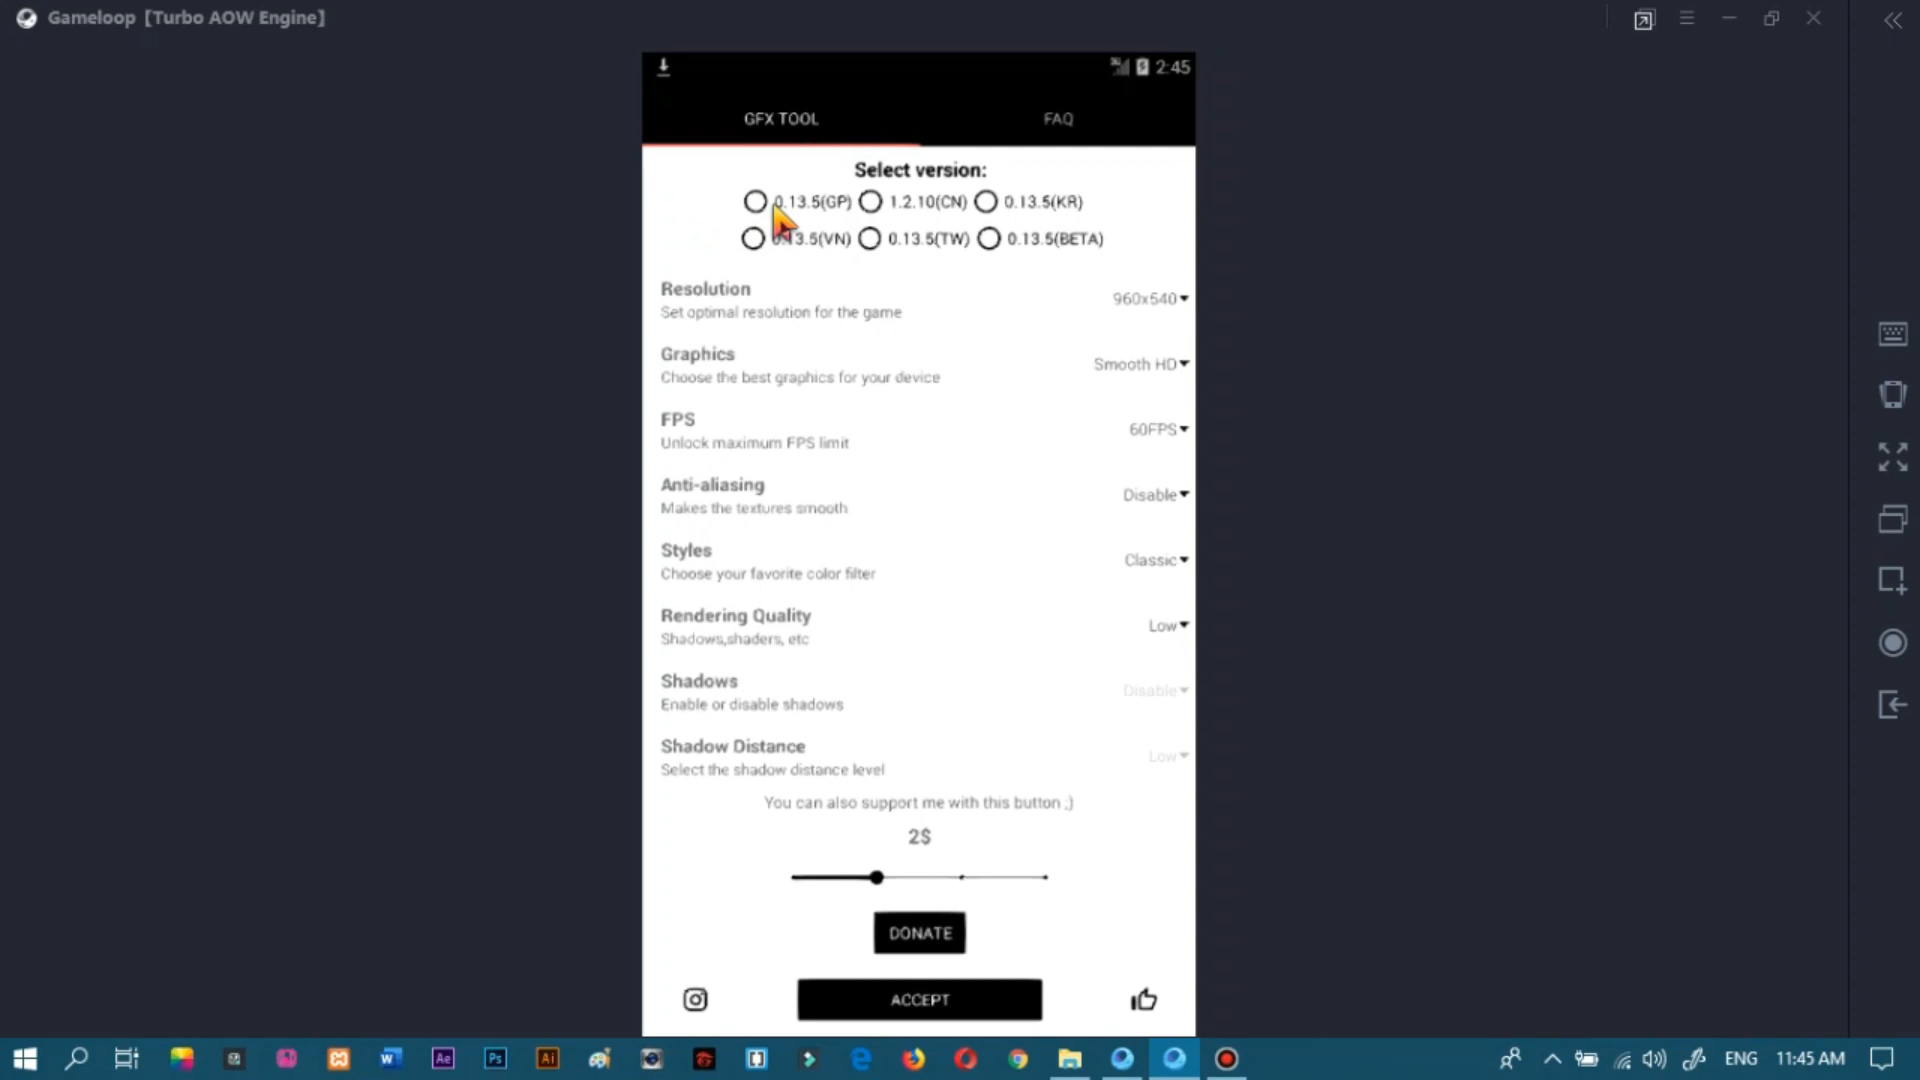 Gameloop [Turbo AOW Engine]
2:45
GFX TOOL FAQ
Select version:
0.13.5(GP) 1.2.10(CN) 0.13.5(KR)
0.13.5(VN) 0.13.5(TW) 0.13.5(BETA)
Resolution
Set optimal resolution for the game
960x540
Graphics
Choose the best graphics for your device
Smooth HD
FPS
Unlock maximum FPS limit
60FPS
Anti-aliasing
Makes the textures smooth
Disable
Styles
Choose your favorite color filter
Classic
Rendering Quality
Shadows,shaders, etc
Low
Shadows
Enable or disable shadows
Disable
Shadow Distance
Select the shadow distance level
Low
You can also support me with this button ;)
2$
DONATE
ACCEPT
Ae Ps Ai ENG 11:45 AM